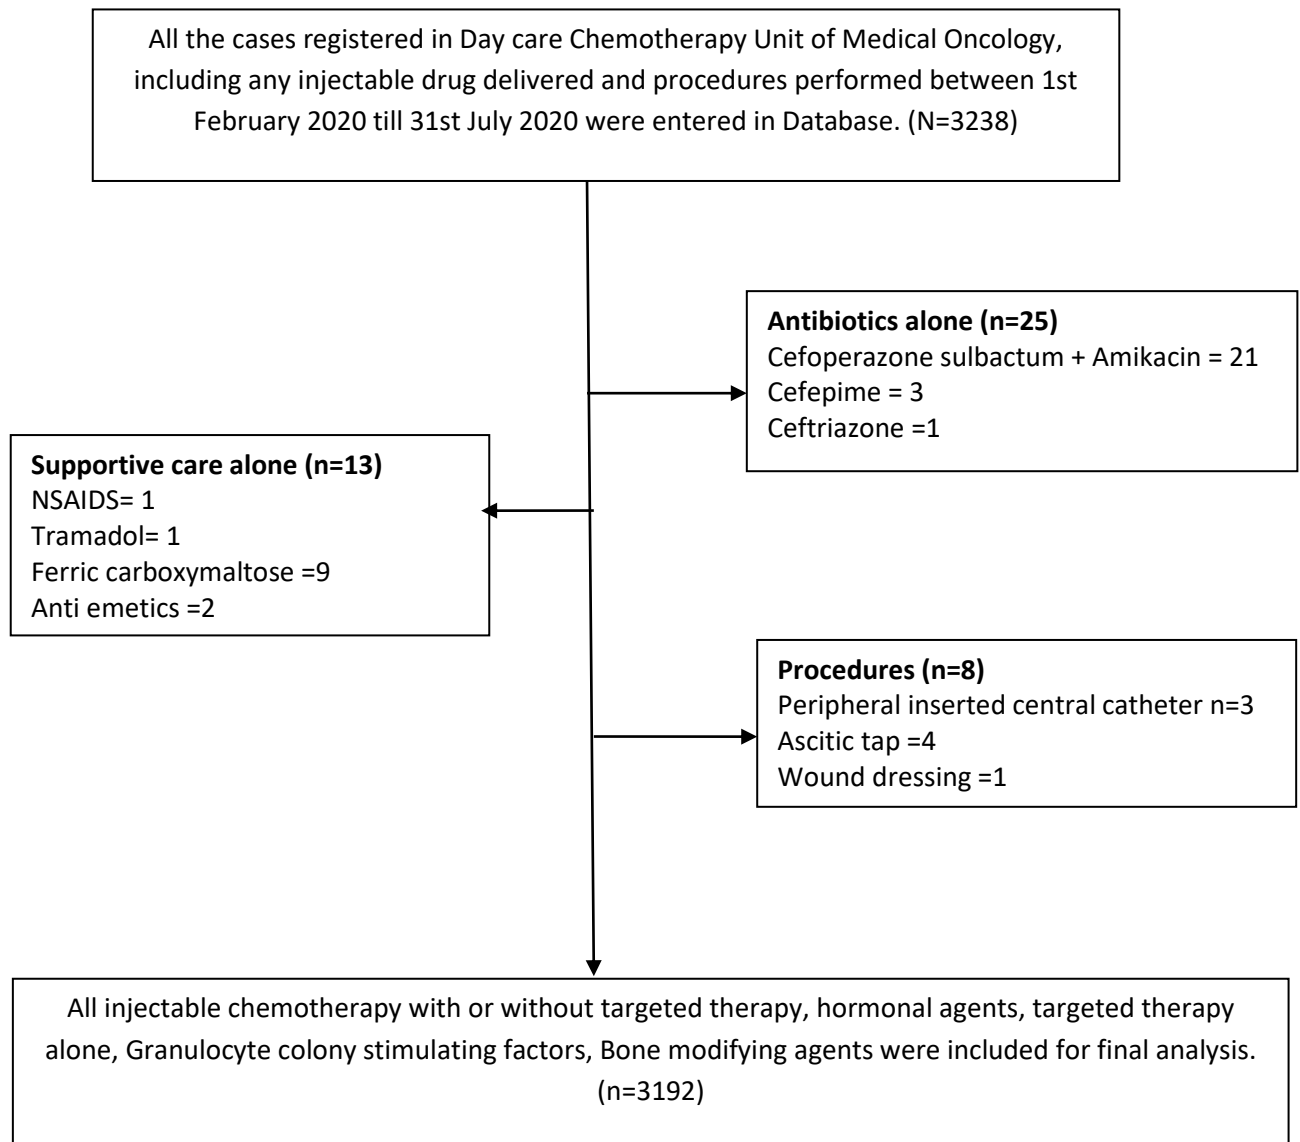 All the cases registered in Day care Chemotherapy Unit of Medical Oncology,
including any injectable drug delivered and procedures performed between 1st
February 2020 till 31st July 2020 were entered in Database. (N=3238)
Antibiotics alone (n=25)
Cefoperazone sulbactum + Amikacin = 21
Cefepime = 3
Ceftriazone =1
Supportive care alone (n=13)
NSAIDS= 1
Tramadol= 1
Ferric carboxymaltose =9
Anti emetics =2
Procedures (n=8)
Peripheral inserted central catheter n=3
Ascitic tap =4
Wound dressing =1
All injectable chemotherapy with or without targeted therapy, hormonal agents, targeted therapy
alone, Granulocyte colony stimulating factors, Bone modifying agents were included for final analysis.
(n=3192)